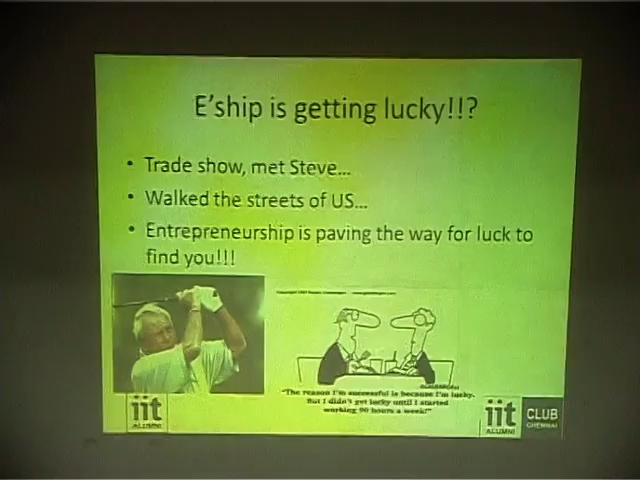 E'ship is getting lucky!!?
• Trade show, met Steve...
• Walked the streets of US...
• Entrepreneurship is paving the way for luck to
find you!!!
"The reason I'm successful is because I'm lucky.
But I didn't get lucky until I started
working 90 hours a week!"
iit
ALUMNI
iit
ALUMNI
CLUB
CHENNAI